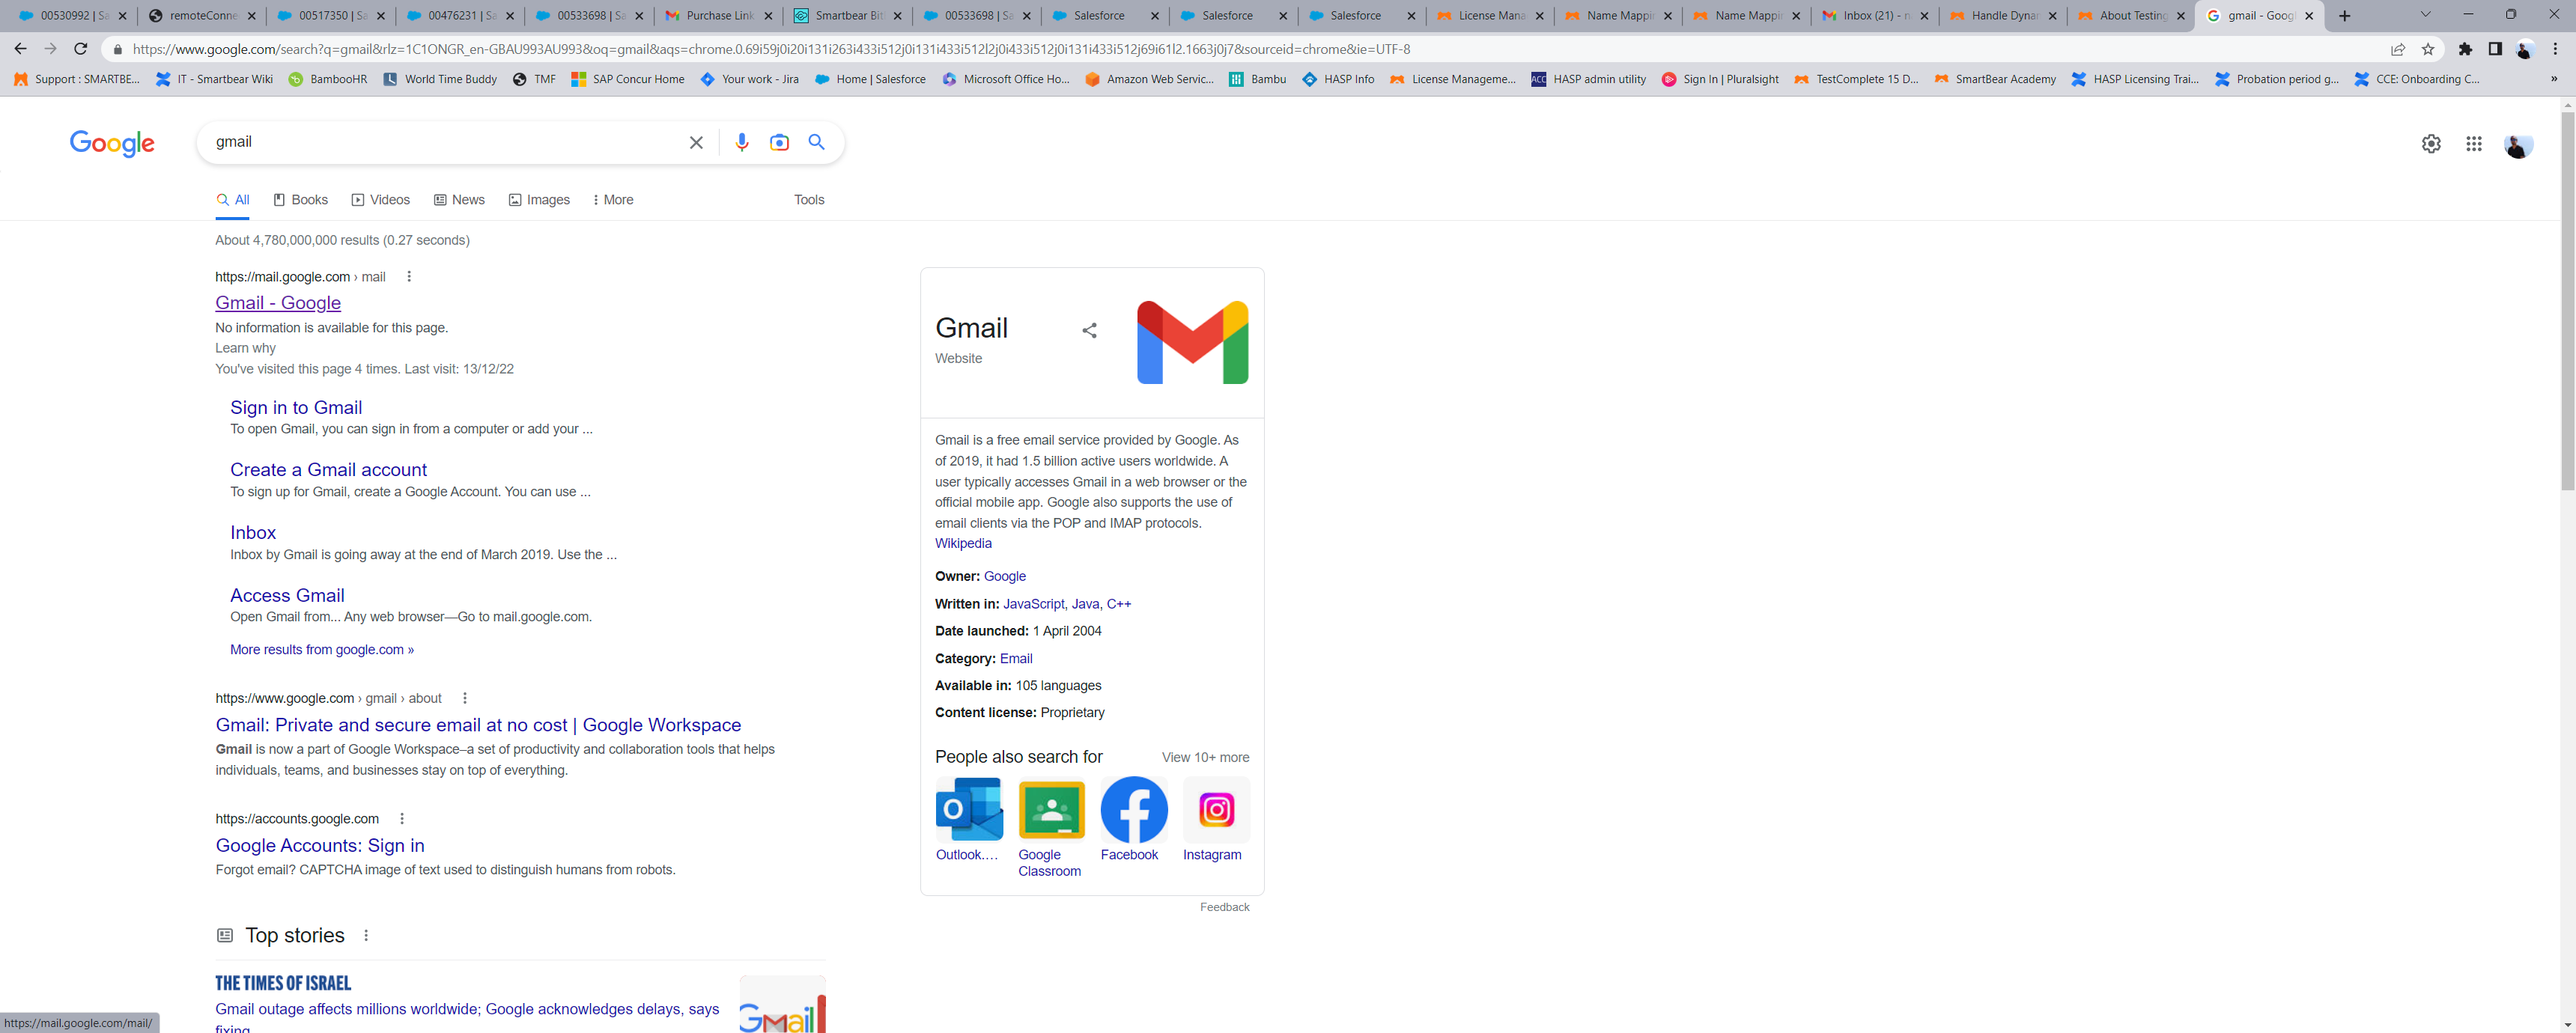 00530992 | Sa
remoteConne
00517350 | Sa
00476231 | Sa
00533698 | Sa
Purchase Link
Smartbear Bit
00533698 | Sa
Salesforce
Salesforce
Salesforce
License Mana
Name Mappin
Name Mappin
Inbox (21) - n
Handle Dynam
About Testing
gmail - Googl
https://www.google.com/search?q=gmail&rlz=1C1ONGR_en-GBAU993AU993&oq=gmail&aqs=chrome.0.69i59j0i20i131i263i433i512j0i131i433i512l2j0i433i512j0i131i433i512j69i61l2.1663j0j7&sourceid=chrome&ie=UTF-8
Support : SMARTBE...
IT - Smartbear Wiki
BambooHR
World Time Buddy
TMF
SAP Concur Home
Your work - Jira
Home | Salesforce
Microsoft Office Ho...
Amazon Web Servic...
Bambu
HASP Info
License Manageme...
ACC
HASP admin utility
Sign In | Pluralsight
TestComplete 15 D...
SmartBear Academy
HASP Licensing Trai...
Probation period g...
CCE: Onboarding C...
»
Google
gmail
All
Books
Videos
News
Images
More
Tools
About 4,780,000,000 results (0.27 seconds)
https://mail.google.com › mail
Gmail - Google
No information is available for this page.
Learn why
You've visited this page 4 times. Last visit: 13/12/22
Sign in to Gmail
To open Gmail, you can sign in from a computer or add your ...
Create a Gmail account
To sign up for Gmail, create a Google Account. You can use ...
Inbox
Inbox by Gmail is going away at the end of March 2019. Use the ...
Access Gmail
Open Gmail from... Any web browser—Go to mail.google.com.
More results from google.com »
https://www.google.com › gmail › about
Gmail: Private and secure email at no cost | Google Workspace
Gmail is now a part of Google Workspace–a set of productivity and collaboration tools that helps
individuals, teams, and businesses stay on top of everything.
https://accounts.google.com
Google Accounts: Sign in
Forgot email? CAPTCHA image of text used to distinguish humans from robots.
Top stories
THE TIMES OF ISRAEL
Gmail outage affects millions worldwide; Google acknowledges delays, says
fixing
Gmail
https://mail.google.com/mail/
Gmail
Website
Gmail is a free email service provided by Google. As
of 2019, it had 1.5 billion active users worldwide. A
user typically accesses Gmail in a web browser or the
official mobile app. Google also supports the use of
email clients via the POP and IMAP protocols.
Wikipedia
Owner: Google
Written in: JavaScript, Java, C++
Date launched: 1 April 2004
Category: Email
Available in: 105 languages
Content license: Proprietary
People also search for
View 10+ more
Outlook....
Google
Classroom
Facebook
Instagram
Feedback